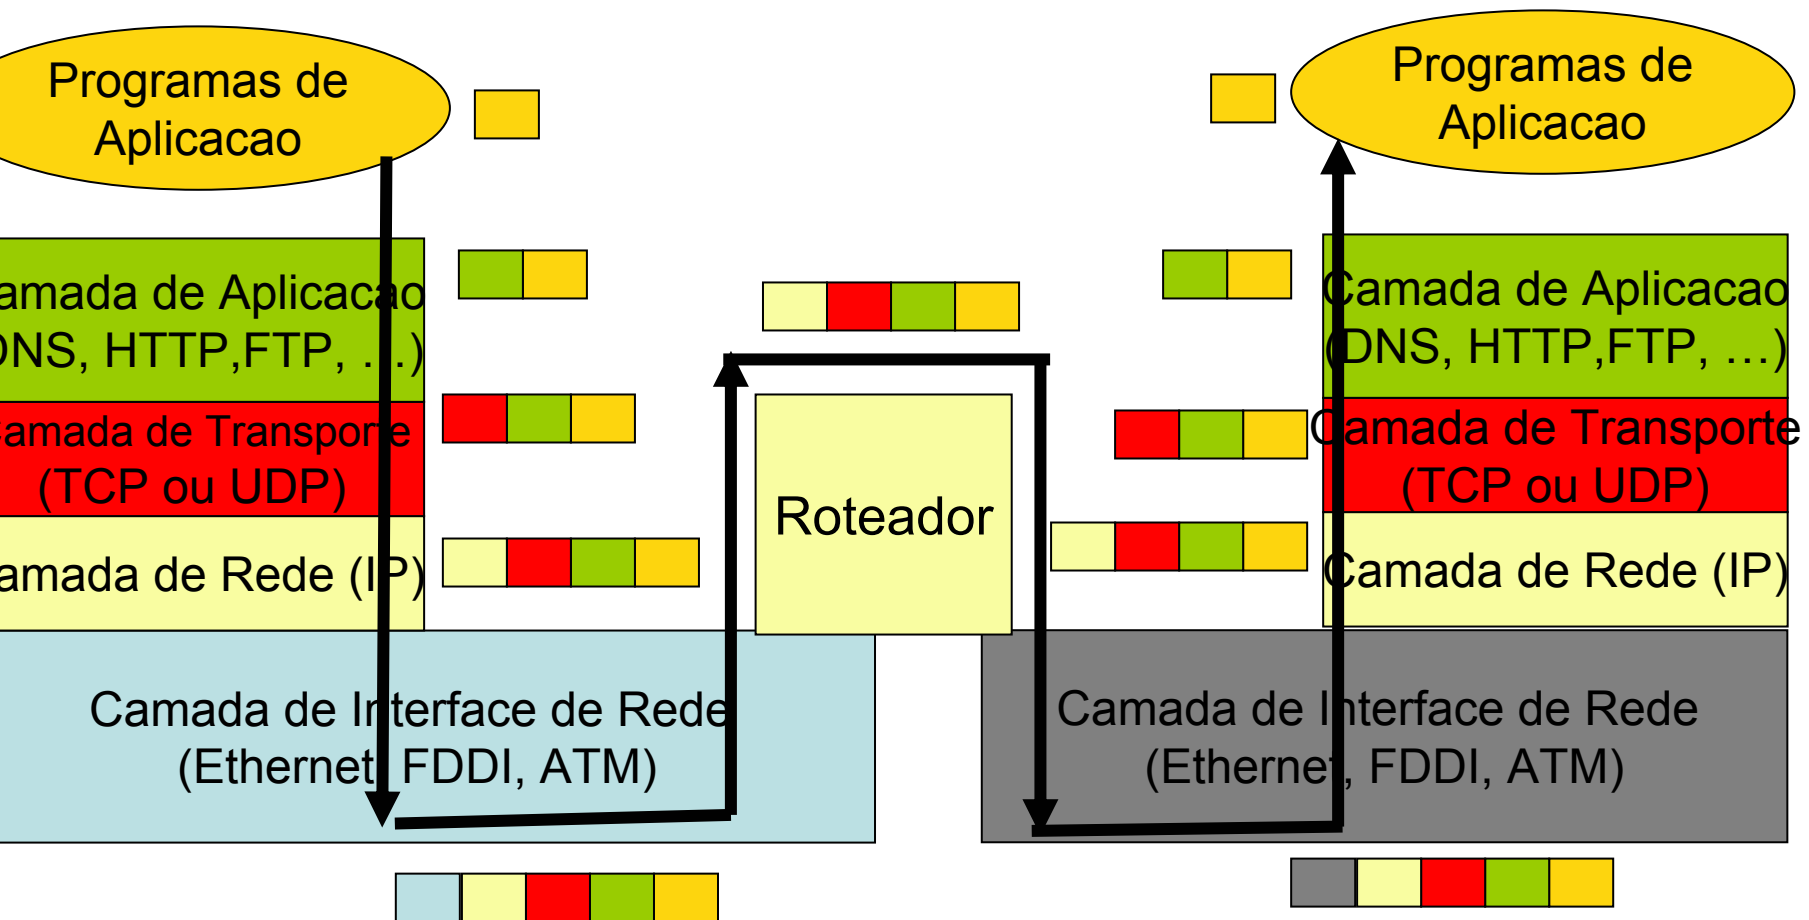 Programas de
Aplicacao
amada de Aplicacao
DNS, HTTP,FTP, …)
Camada de Transporte
(TCP ou UDP)
amada de Rede (IP)
Camada de Interface de Rede
(Ethernet, FDDI, ATM)
Roteador
Programas de
Aplicacao
Camada de Aplicacao
(DNS, HTTP,FTP, …)
Camada de Transporte
(TCP ou UDP)
Camada de Rede (IP)
Camada de Interface de Rede
(Ethernet, FDDI, ATM)